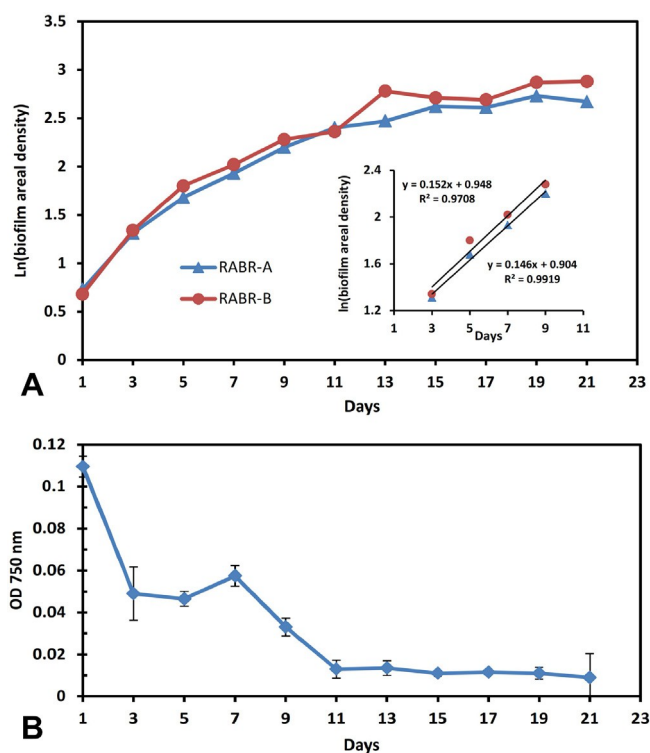 3.5
3
2.5
2
1.5
1
0.5
0
Ln(biofilm areal density)
RABR-A
RABR-B
2.4
2
1.6
1.2
ln(biofilm areal density)
y = 0.152x + 0.948
R² = 0.9708
y = 0.146x + 0.904
R² = 0.9919
1 3 5 7 9 11
Days
1 3 5 7 9 11 13 15 17 19 21 23
Days
A
0.12
0.1
0.08
0.06
0.04
0.02
0
OD 750 nm
1 3 5 7 9 11 13 15 17 19 21 23
Days
B